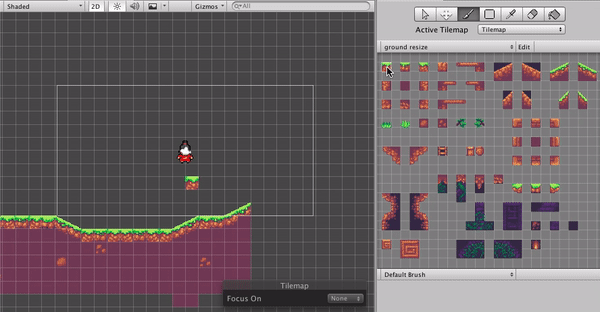 Shaded 2D Gizmos All
Active Tilemap Tilemap
ground resize Edit
Tilemap
Focus On None
Default Brush